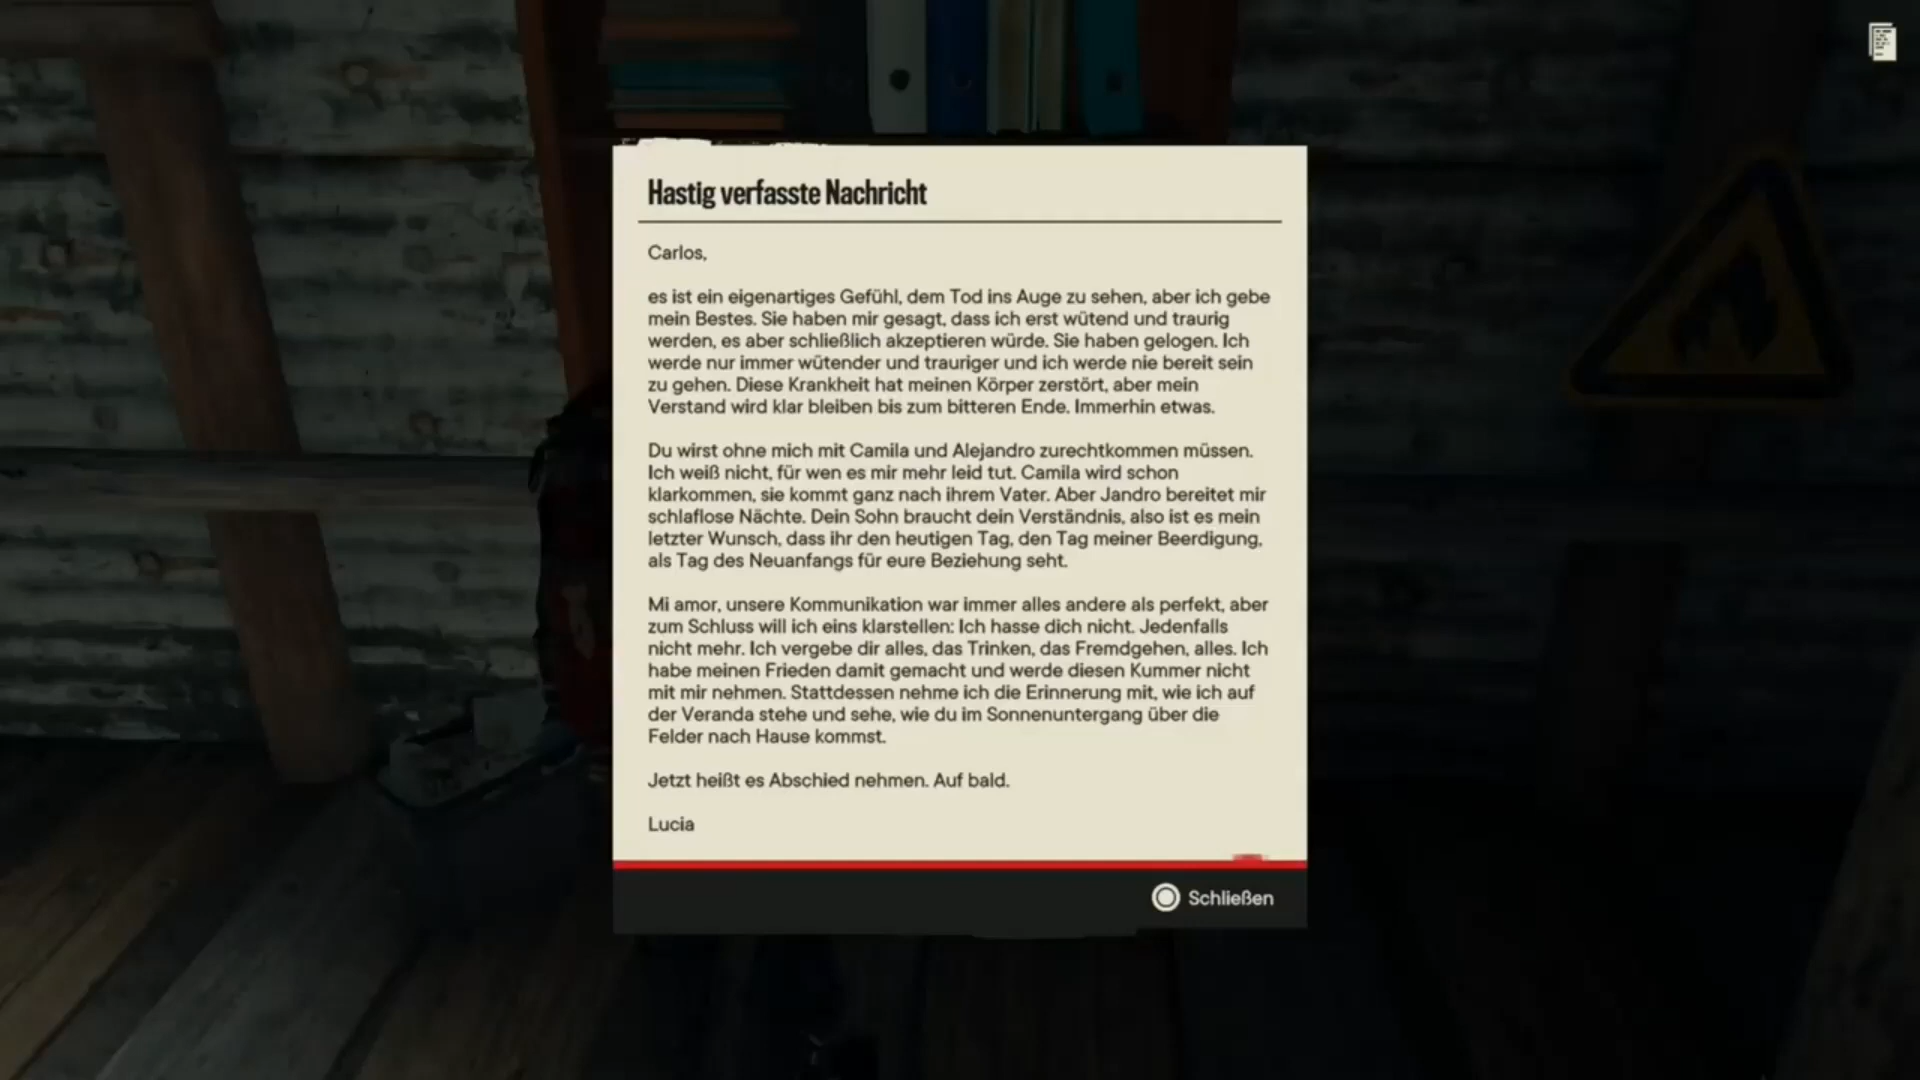 Hastig verfasste Nachricht
Carlos,
es ist ein eigenartiges Gefühl, dem Tod ins Auge zu sehen, aber ich gebe
mein Bestes. Sie haben mir gesagt, dass ich erst wütend und traurig
werden, es aber schließlich akzeptieren würde. Sie haben gelogen. Ich
werde nur immer wütender und trauriger und ich werde nie bereit sein
zu gehen. Diese Krankheit hat meinen Körper zerstört, aber mein
Verstand wird klar bleiben bis zum bitteren Ende. Immerhin etwas.
Du wirst ohne mich mit Camila und Alejandro zurechtkommen müssen.
Ich weiß nicht, für wen es mir mehr leid tut. Camila wird schon
klarkommen, sie kommt ganz nach ihrem Vater. Aber Jandro bereitet mir
schlaflose Nächte. Dein Sohn braucht dein Verständnis, also ist es mein
letzter Wunsch, dass ihr den heutigen Tag, den Tag meiner Beerdigung,
als Tag des Neuanfangs für eure Beziehung seht.
Mi amor, unsere Kommunikation war immer alles andere als perfekt, aber
zum Schluss will ich eins klarstellen: Ich hasse dich nicht. Jedenfalls
nicht mehr. Ich vergebe dir alles, das Trinken, das Fremdgehen, alles. Ich
habe meinen Frieden damit gemacht und werde diesen Kummer nicht
mit mir nehmen. Stattdessen nehme ich die Erinnerung mit, wie ich auf
der Veranda stehe und sehe, wie du im Sonnenuntergang über die
Felder nach Hause kommst.
Jetzt heißt es Abschied nehmen. Auf bald.
Lucia
Schließen